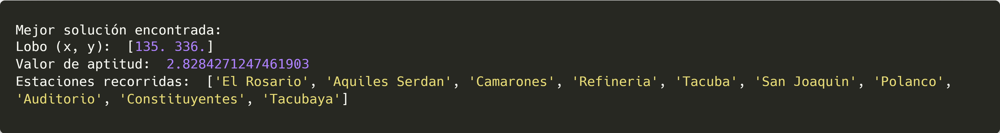 Mejor solución encontrada:
Lobo (x, y):  [135. 336.]
Valor de aptitud:  2.8284271247461903
Estaciones recorridas:  ['El Rosario', 'Aquiles Serdan', 'Camarones', 'Refineria', 'Tacuba', 'San Joaquin', 'Polanco',
'Auditorio', 'Constituyentes', 'Tacubaya']